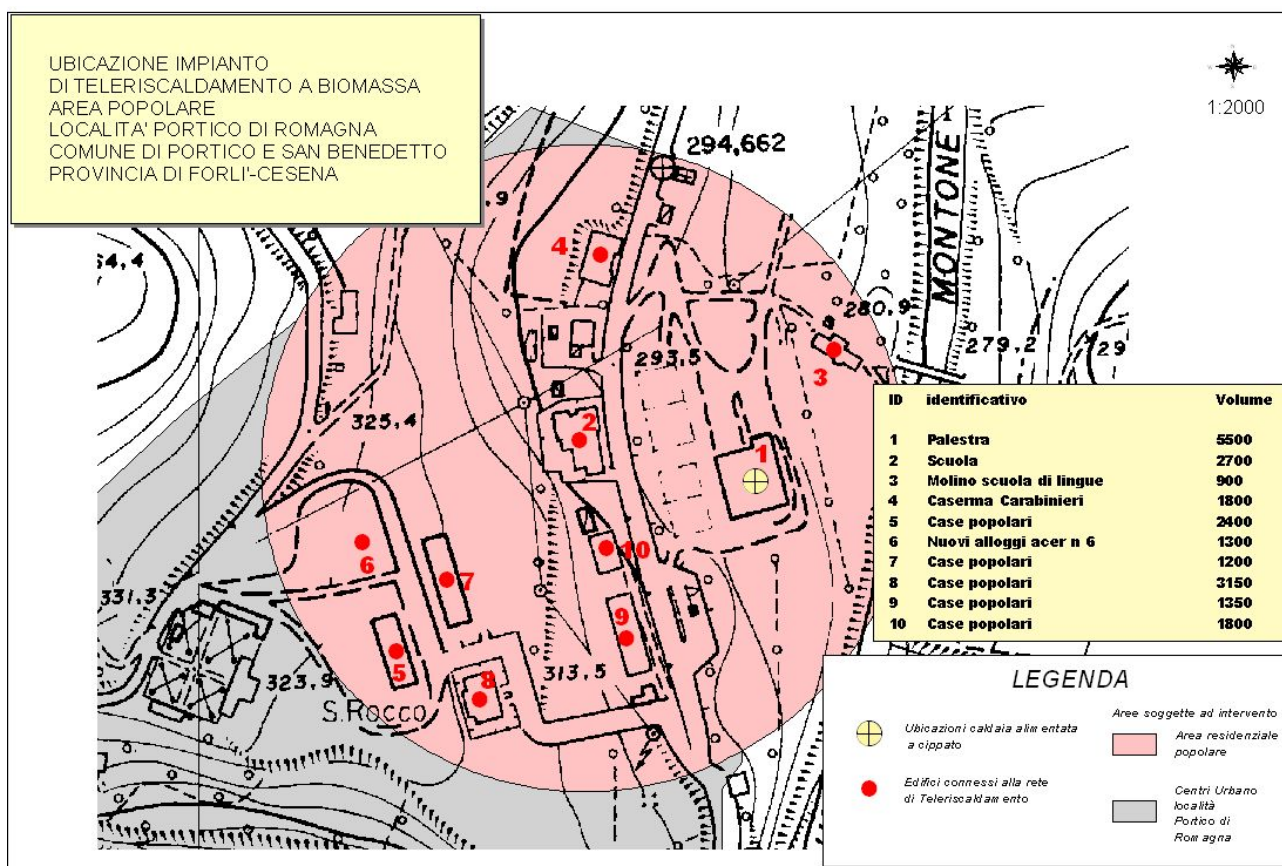 UBICAZIONE IMPIANTO
DI TELERISCALDAMENTO A BIOMASSA
AREA POPOLARE
LOCALITA' PORTICO DI ROMAGNA
COMUNE DI PORTICO E SAN BENEDETTO
PROVINCIA DI FORLI'-CESENA
1:2000
294,662
MONTONE
4
280,9
279,2
293,5
3
325,4
2
1
6
10
7
331,3
9
5
323,9
313,5
8
S. ROCCO
ID identificativo Volume
1 Palestra 5500
2 Scuola 2700
3 Molino scuola di lingue 900
4 Caserma Carabinieri 1800
5 Case popolari 2400
6 Nuovi alloggi acer n 6 1300
7 Case popolari 1200
8 Case popolari 3150
9 Case popolari 1350
10 Case popolari 1800
LEGENDA
Ubicazioni caldaia alimentata
a cippato
Edifici connessi alla rete
di Teleriscaldamento
Aree soggette ad intervento
Area residenziale
popolare
Centri Urbano
località
Portico di
Romagna